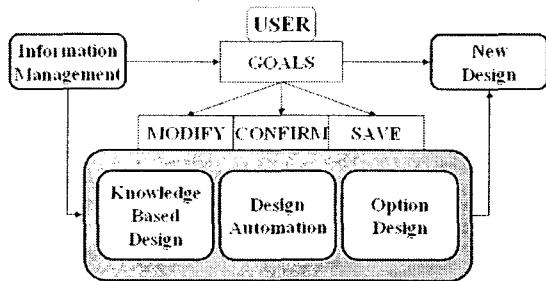 USER
Information
Management
GOALS
New
Design
MODIFY CONFIRM SAVE
Knowledge
Based
Design
Design
Automation
Option
Design